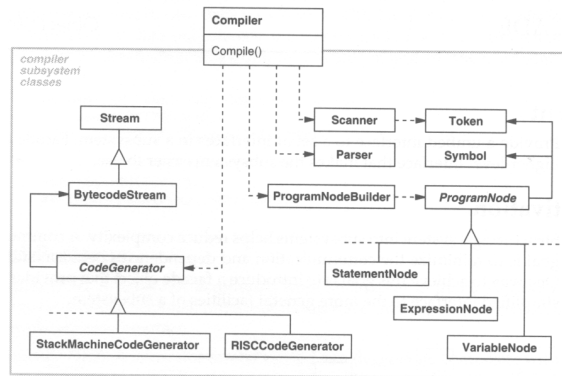 Compiler
Compile()
compiler
subsystem
classes
Stream
Scanner
Token
Parser
Symbol
BytecodeStream
ProgramNodeBuilder
ProgramNode
CodeGenerator
StatementNode
ExpressionNode
StackMachineCodeGenerator
RISCCodeGenerator
VariableNode